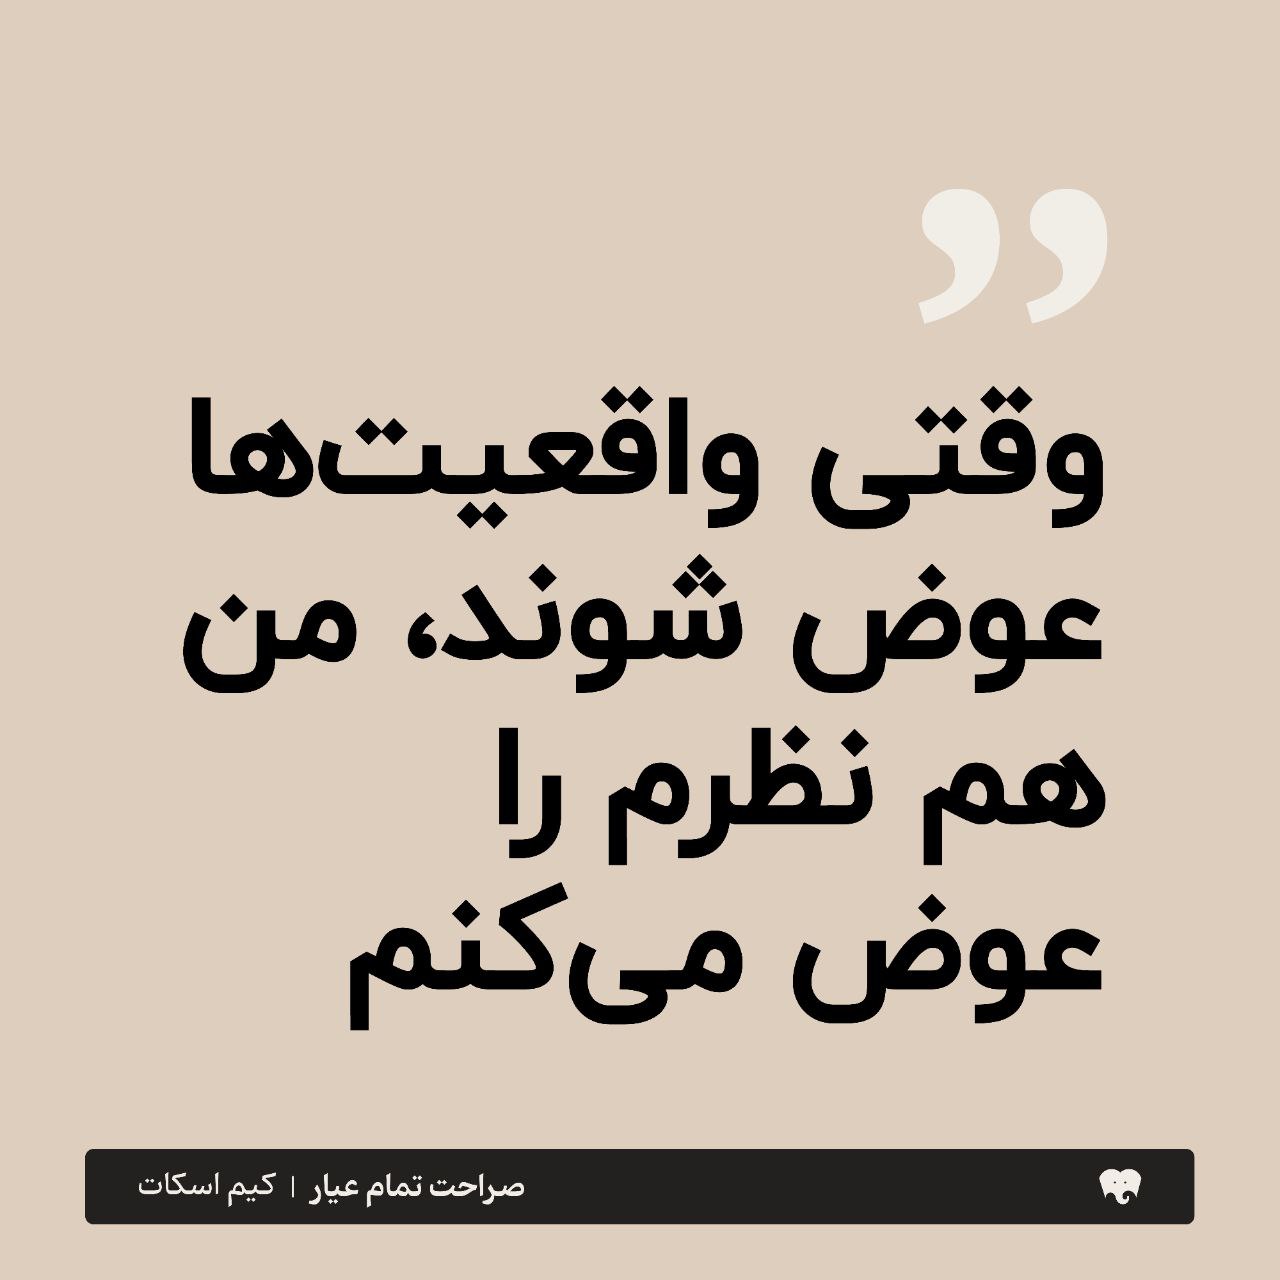 ”
وقتی واقعیت‌ها
عوض شوند، من
هم نظرم را
عوض می‌کنم
صراحت تمام عیار | کیم اسکات